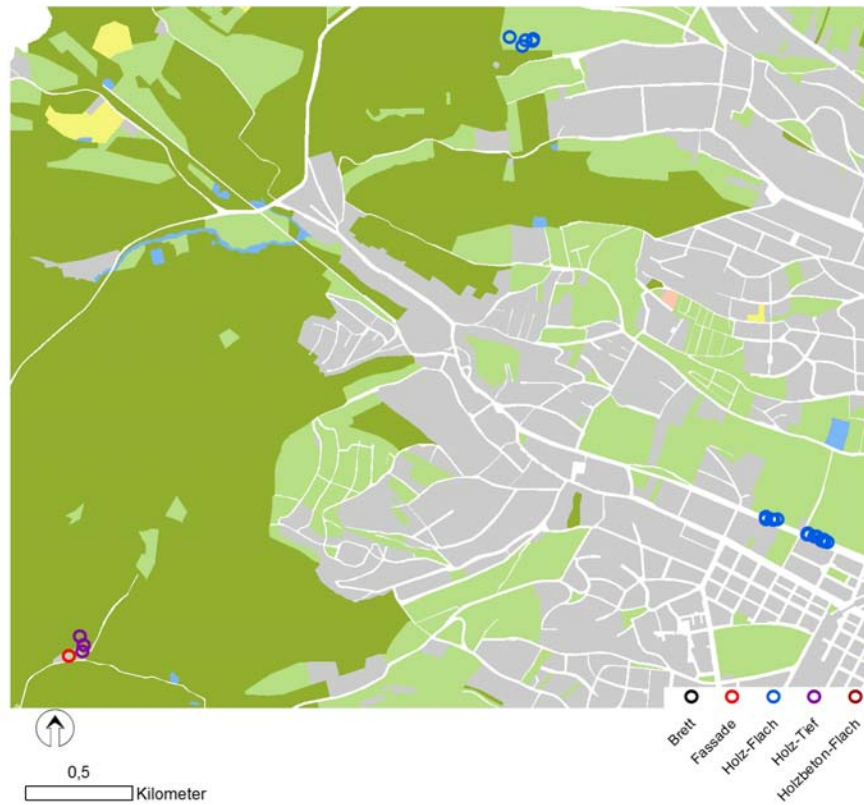 Brett
Fassade
Holz-Flach
Holz-Tief
Holzbeton-Flach
0,5
Kilometer